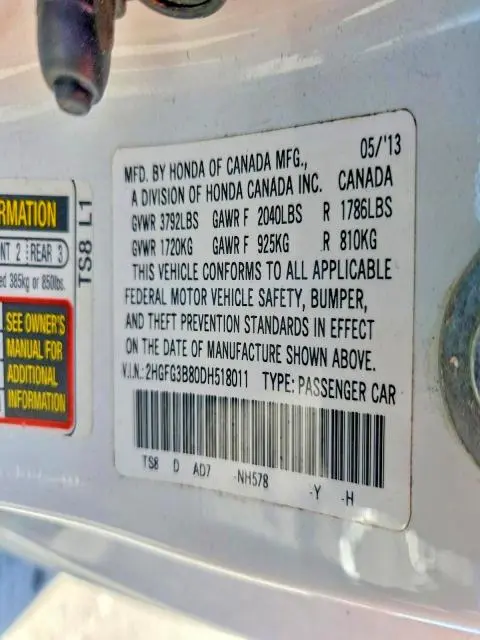 RMATION
NT 2 REAR 3
ed 385kg or 850lbs.
SEE OWNER'S
MANUAL FOR
ADDITIONAL
INFORMATION
TS8 L1
MFD. BY HONDA OF CANADA MFG., 05/'13
A DIVISION OF HONDA CANADA INC. CANADA
GVWR 3792LBS GAWR F 2040LBS R 1786LBS
GVWR 1720KG GAWR F 925KG R 810KG
THIS VEHICLE CONFORMS TO ALL APPLICABLE
FEDERAL MOTOR VEHICLE SAFETY, BUMPER,
AND THEFT PREVENTION STANDARDS IN EFFECT
ON THE DATE OF MANUFACTURE SHOWN ABOVE.
V.I.N.:2HGFG3B80DH518011 TYPE: PASSENGER CAR
TS8 D AD7 -NH578 -Y -H